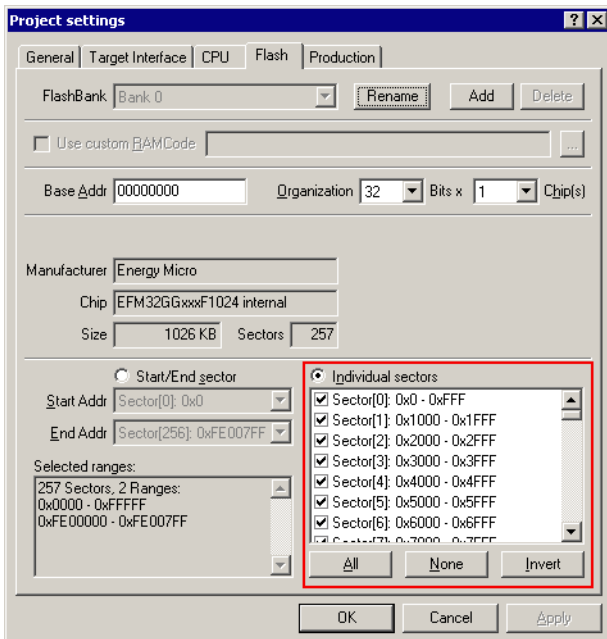 Project settings
General Target Interface CPU Flash Production
FlashBank Bank 0 Rename Add Delete
Use custom RAMCode ...
Base Addr 00000000 Organization 32 Bits x 1 Chip(s)
Manufacturer Energy Micro
Chip EFM32GGxxxF1024 internal
Size 1026 KB Sectors 257
Start/End sector
Start Addr Sector[0]: 0x0
End Addr Sector[256]: 0xFE007FF
Selected ranges:
257 Sectors, 2 Ranges:
0x0000 - 0xFFFFF
0xFE00000 - 0xFE007FF
Individual sectors
Sector[0]: 0x0 - 0xFFF
Sector[1]: 0x1000 - 0x1FFF
Sector[2]: 0x2000 - 0x2FFF
Sector[3]: 0x3000 - 0x3FFF
Sector[4]: 0x4000 - 0x4FFF
Sector[5]: 0x5000 - 0x5FFF
Sector[6]: 0x6000 - 0x6FFF
Sector[7]: 0x7000 - 0x7FFF
All None Invert
OK Cancel Apply